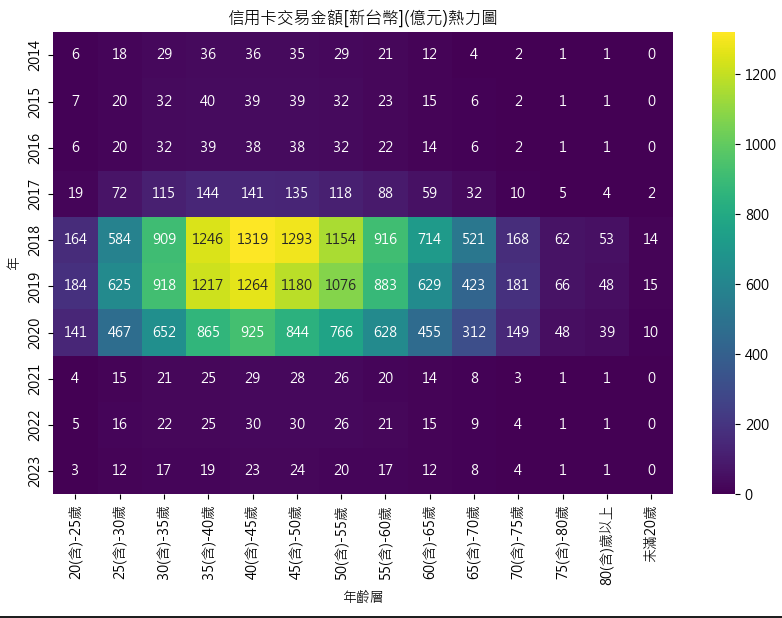 信用卡交易金額[新台幣](億元)熱力圖
2014 6 18 29 36 36 35 29 21 12 4 2 1 1 0
2015 7 20 32 40 39 39 32 23 15 6 2 1 1 0
2016 6 20 32 39 38 38 32 22 14 6 2 1 1 0
2017 19 72 115 144 141 135 118 88 59 32 10 5 4 2
2018 164 584 909 1246 1319 1293 1154 916 714 521 168 62 53 14
2019 184 625 918 1217 1264 1180 1076 883 629 423 181 66 48 15
2020 141 467 652 865 925 844 766 628 455 312 149 48 39 10
2021 4 15 21 25 29 28 26 20 14 8 3 1 1 0
2022 5 16 22 25 30 30 26 21 15 9 4 1 1 0
2023 3 12 17 19 23 24 20 17 12 8 4 1 1 0
年
20(含)-25歲
25(含)-30歲
30(含)-35歲
35(含)-40歲
40(含)-45歲
45(含)-50歲
50(含)-55歲
55(含)-60歲
60(含)-65歲
65(含)-70歲
70(含)-75歲
75(含)-80歲
80(含)歲以上
未滿20歲
年齡層
1200
1000
800
600
400
200
0